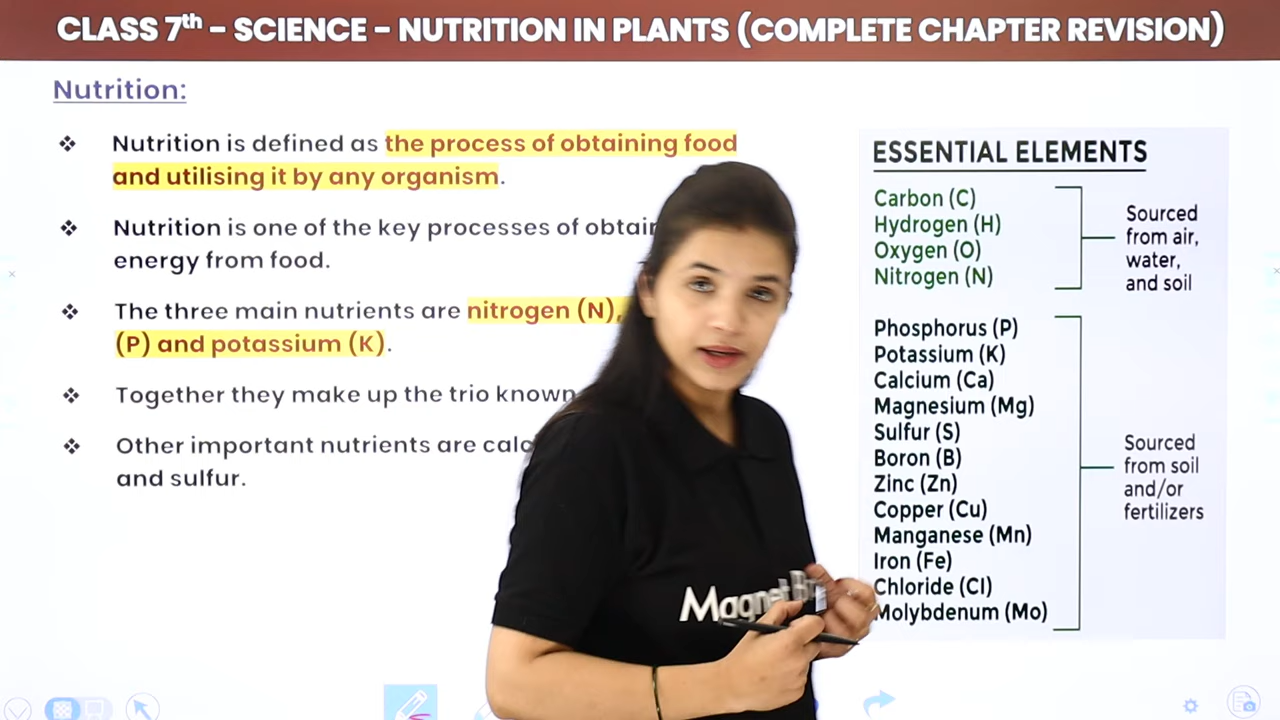 CLASS 7th – SCIENCE – NUTRITION IN PLANTS (COMPLETE CHAPTER REVISION)
Nutrition:
❖ Nutrition is defined as the process of obtaining food
and utilising it by any organism.
❖ Nutrition is one of the key processes of
energy from food.
❖ The three main nutrients are nitrogen (N),
(P) and potassium (K).
❖ Together they make up the trio known
❖ Other important nutrients are
and sulfur.
ESSENTIAL ELEMENTS
Carbon (C)
Hydrogen (H)
Oxygen (O)
Nitrogen (N)
Sourced
from air,
water,
and soil
Phosphorus (P)
Potassium (K)
Calcium (Ca)
Magnesium (Mg)
Sulfur (S)
Boron (B)
Zinc (Zn)
Copper (Cu)
Manganese (Mn)
Iron (Fe)
Chloride (Cl)
Molybdenum (Mo)
Sourced
from soil
and/or
fertilizers
Magnet